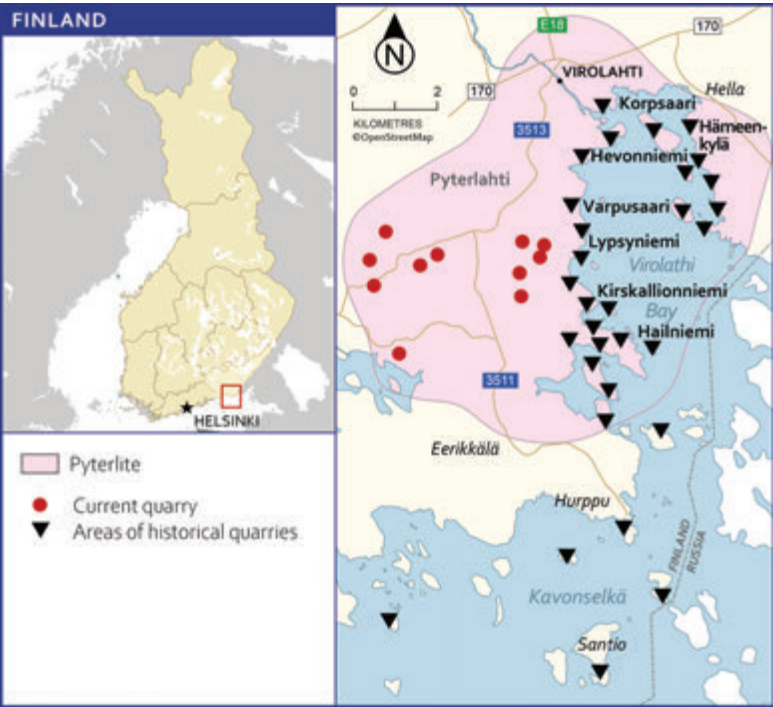 FINLAND
HELSINKI
Pyterlite
Current quarry
Areas of historical quarries
N
0 2
KILOMETRES
©OpenStreetMap
E18
170
VIROLAHTI
170
Hella
Korpsaari
3513
Hämeen-
kylä
Hevonniemi
Pyterlahti
Varpusaari
Lypsyniemi
Virolathi
Kirskallionniemi
Bay
Hailniemi
3511
Eerikkälä
Hurppu
FINLAND
RUSSIA
Kavonselkä
Santio